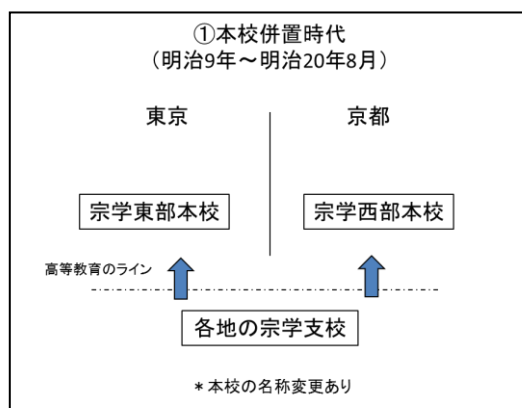 ①本校併置時代
（明治9年～明治20年8月）
東京
京都
宗学東部本校
宗学西部本校
高等教育のライン
各地の宗学支校
＊本校の名称変更あり